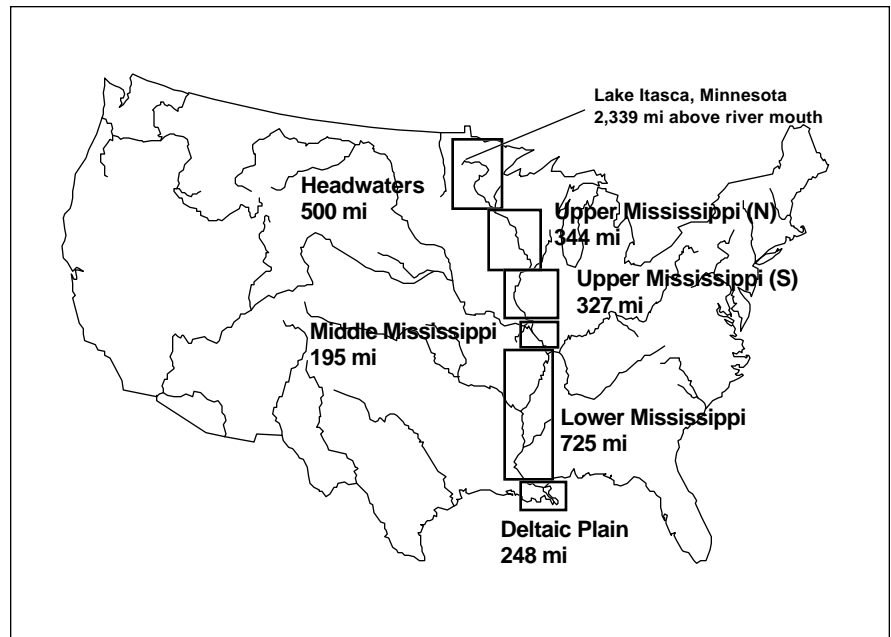 Lake Itasca, Minnesota
2,339 mi above river mouth
Headwaters
500 mi
Upper Mississippi (N)
344 mi
Upper Mississippi (S)
327 mi
Middle Mississippi
195 mi
Lower Mississippi
725 mi
Deltaic Plain
248 mi